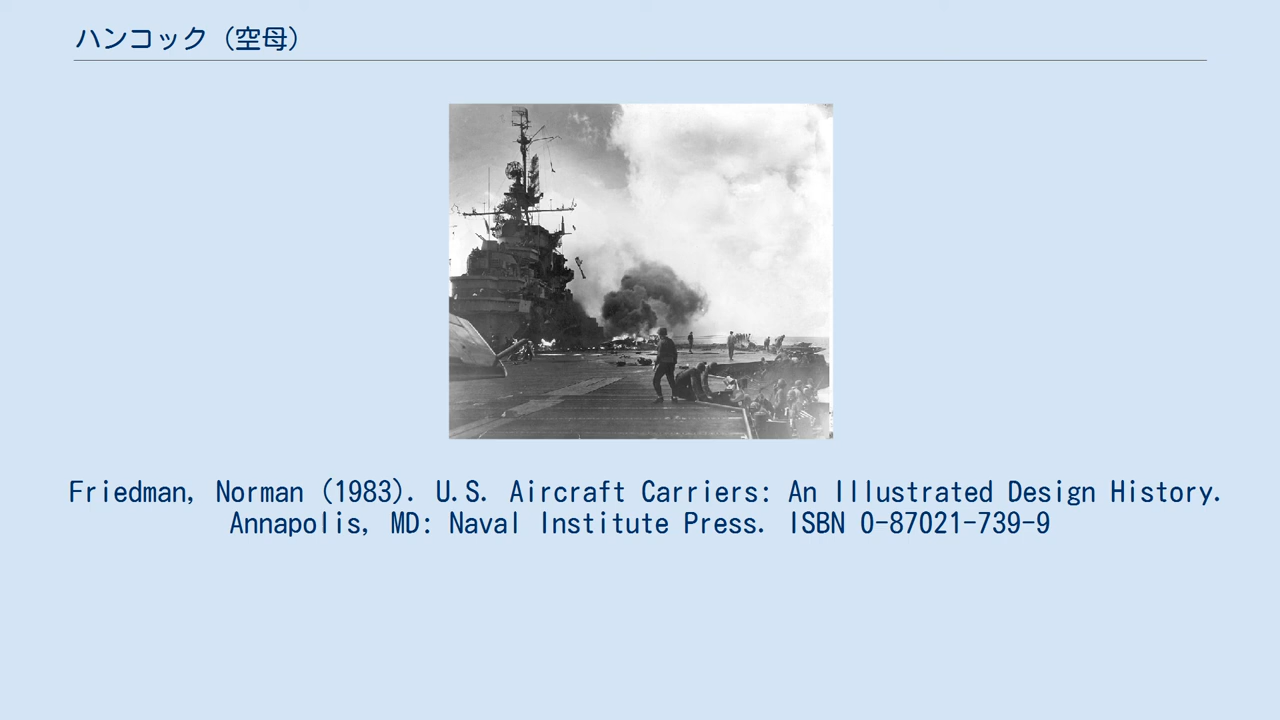 ハンコック（空母）
Friedman, Norman (1983). U.S. Aircraft Carriers: An Illustrated Design History.
Annapolis, MD: Naval Institute Press. ISBN 0-87021-739-9